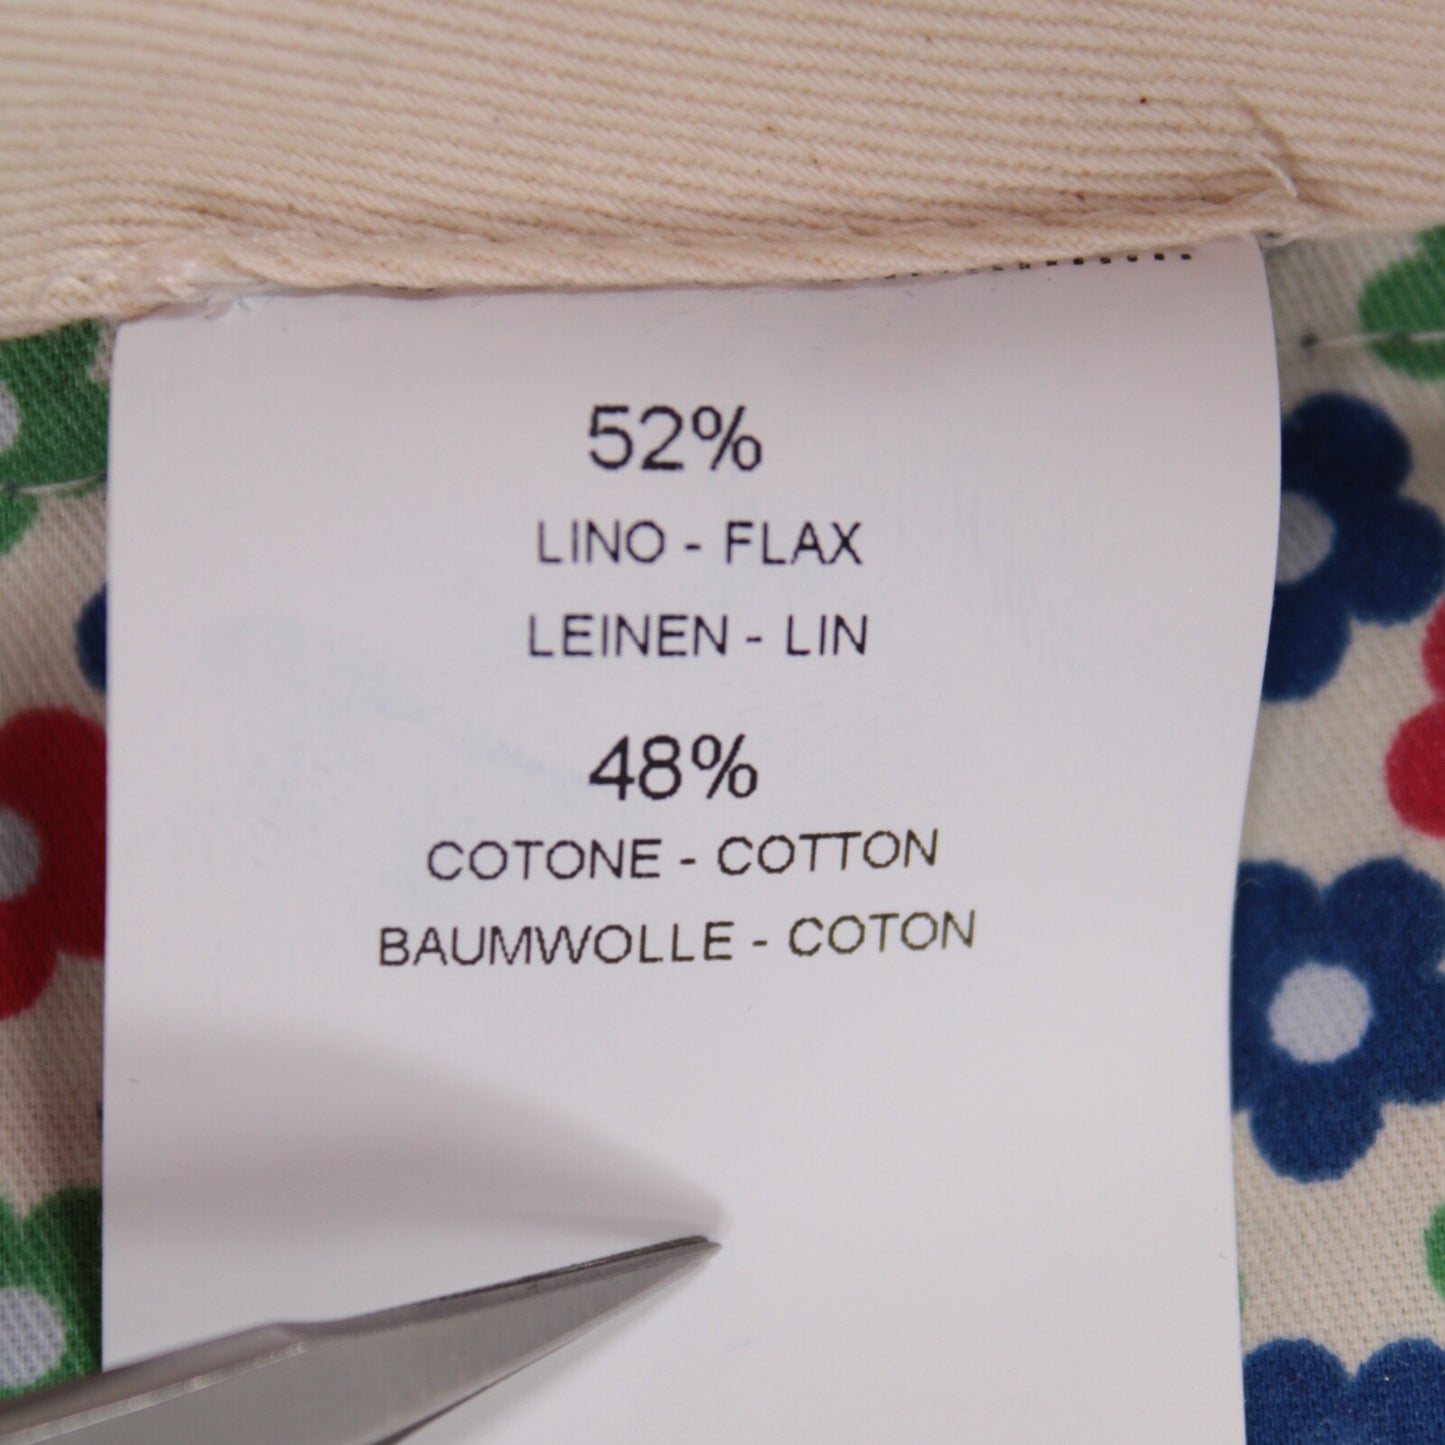 52%
LINO - FLAX
LEINEN - LIN
48%
COTONE - COTTON
BAUMWOLLE - COTON